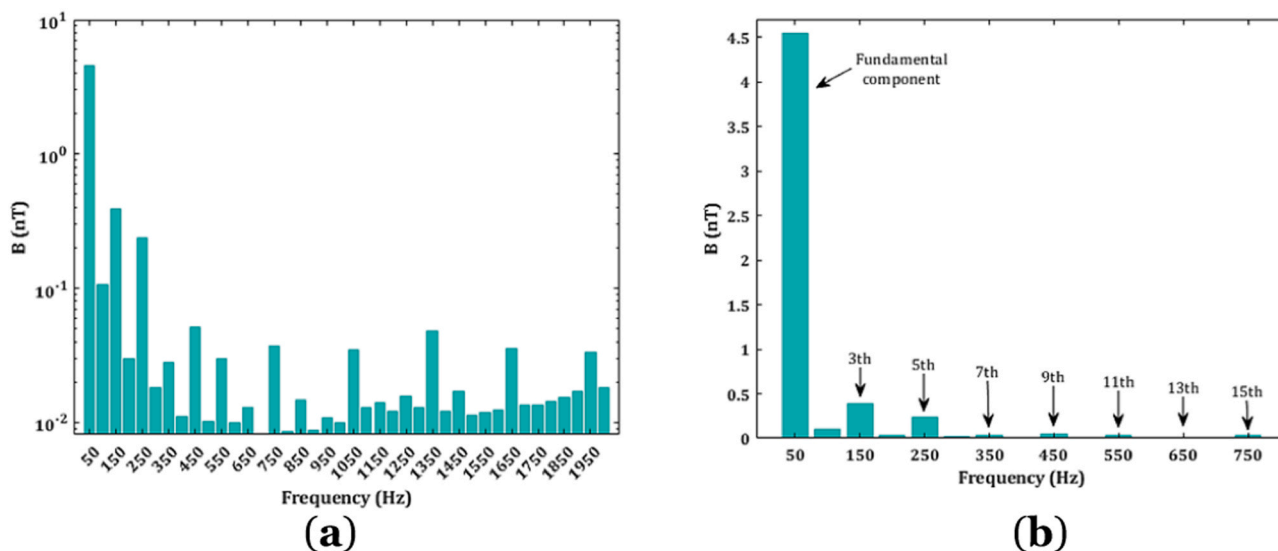 10^1
10^0
10^-1
10^-2
B (nT)
50 150 250 350 450 550 650 750 850 950 1050 1150 1250 1350 1450 1550 1650 1750 1850 1950
Frequency (Hz)
(a)
4.5
4
3.5
3
2.5
2
1.5
1
0.5
0
B (nT)
Fundamental
component
3th 5th 7th 9th 11th 13th 15th
50 150 250 350 450 550 650 750
Frequency (Hz)
(b)